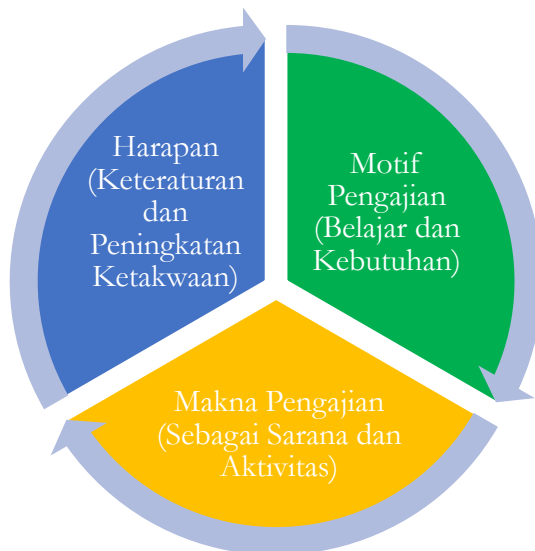 Harapan
(Keteraturan
dan
Peningkatan
Ketakwaan)
Motif
Pengajian
(Belajar dan
Kebutuhan)
Makna Pengajian
(Sebagai Sarana dan
Aktivitas)